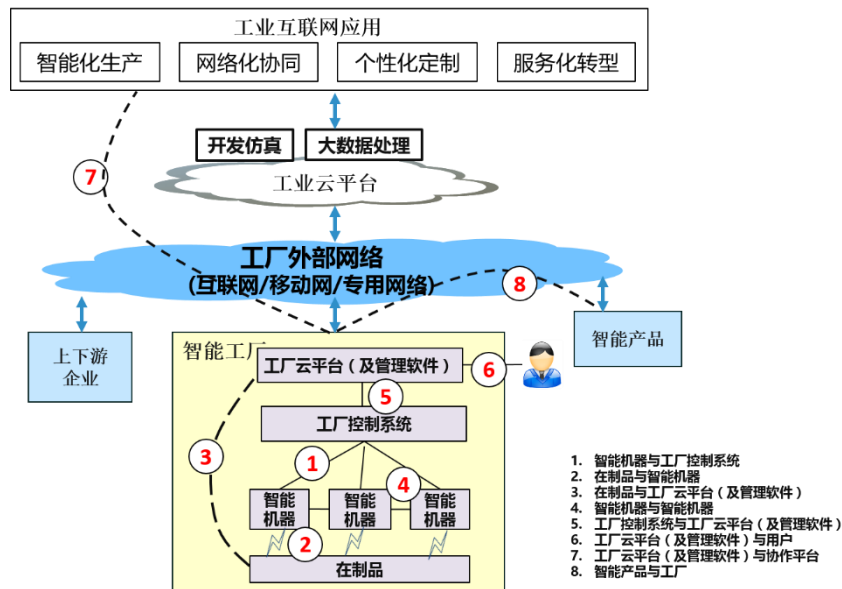 工业互联网应用
智能化生产
网络化协同
个性化定制
服务化转型
开发仿真
大数据处理
7
工业云平台
工厂外部网络
(互联网/移动网/专用网络)
8
上下游
企业
智能工厂
智能产品
工厂云平台（及管理软件）
6
5
工厂控制系统
3
1
4
智能
机器
智能
机器
智能
机器
2
在制品
1. 智能机器与工厂控制系统
2. 在制品与智能机器
3. 在制品与工厂云平台（及管理软件）
4. 智能机器与智能机器
5. 工厂控制系统与工厂云平台（及管理软件）
6. 工厂云平台（及管理软件）与用户
7. 工厂云平台（及管理软件）与协作平台
8. 智能产品与工厂